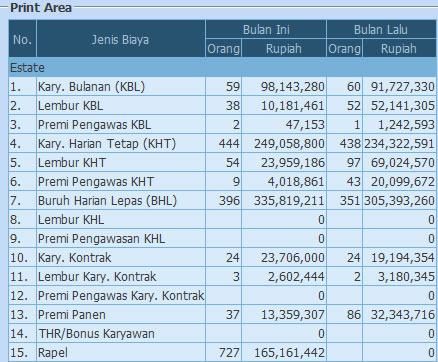 Print Area
No. Jenis Biaya Bulan Ini Bulan Lalu
Orang Rupiah Orang Rupiah
Estate
1. Kary. Bulanan (KBL) 59 98,143,280 60 91,727,330
2. Lembur KBL 38 10,181,461 52 52,141,305
3. Premi Pengawas KBL 2 47,153 1 1,242,593
4. Kary. Harian Tetap (KHT) 444 249,058,800 438 234,322,591
5. Lembur KHT 54 23,959,186 97 69,024,570
6. Premi Pengawas KHT 9 4,018,861 43 20,099,672
7. Buruh Harian Lepas (BHL) 396 335,819,211 351 305,393,260
8. Lembur KHL 0 0
9. Premi Pengawasan KHL 0 0
10. Kary. Kontrak 24 23,706,000 24 19,194,354
11. Lembur Kary. Kontrak 3 2,602,444 2 3,180,345
12. Premi Pengawas Kary. Kontrak 0 0
13. Premi Panen 37 13,359,307 86 32,343,716
14. THR/Bonus Karyawan 0 0
15. Rapel 727 165,161,442 0